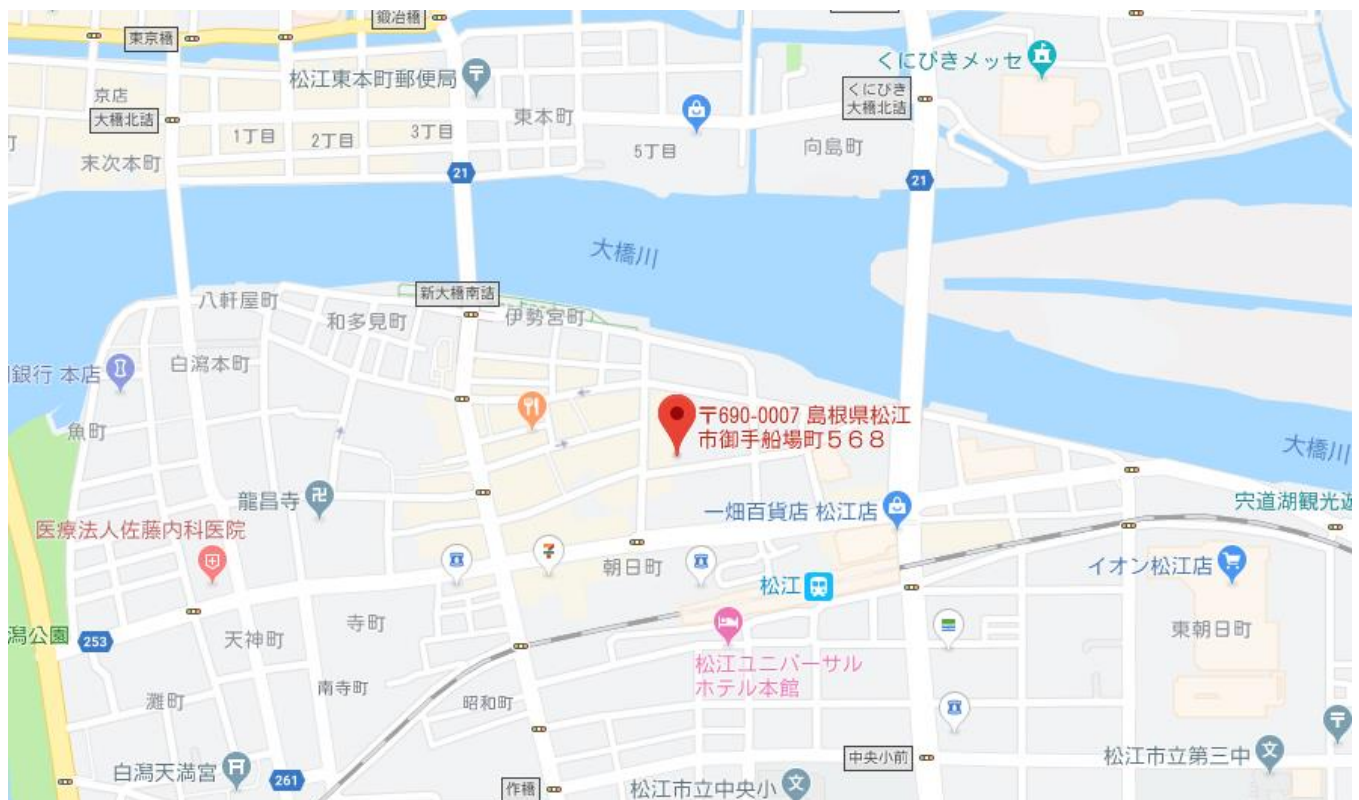 鍛冶橋
東京橋
松江東本町郵便局
くにびきメッセ
京店
大橋北詰
くにびき
大橋北詰
1丁目
2丁目
3丁目
東本町
5丁目
向島町
末次本町
21
21
大橋川
八軒屋町
新大橋南詰
和多見町
伊勢宮町
白潟本町
銀行 本店
魚町
〒690-0007 島根県松江
市御手船場町５６８
大橋川
龍昌寺
一畑百貨店 松江店
宍道湖観光遊
医療法人佐藤内科医院
朝日町
松江
イオン松江店
潟公園
253
天神町
寺町
東朝日町
松江ユニバーサル
ホテル本館
灘町
南寺町
昭和町
白潟天満宮
261
作橋
松江市立中央小
中央小前
松江市立第三中